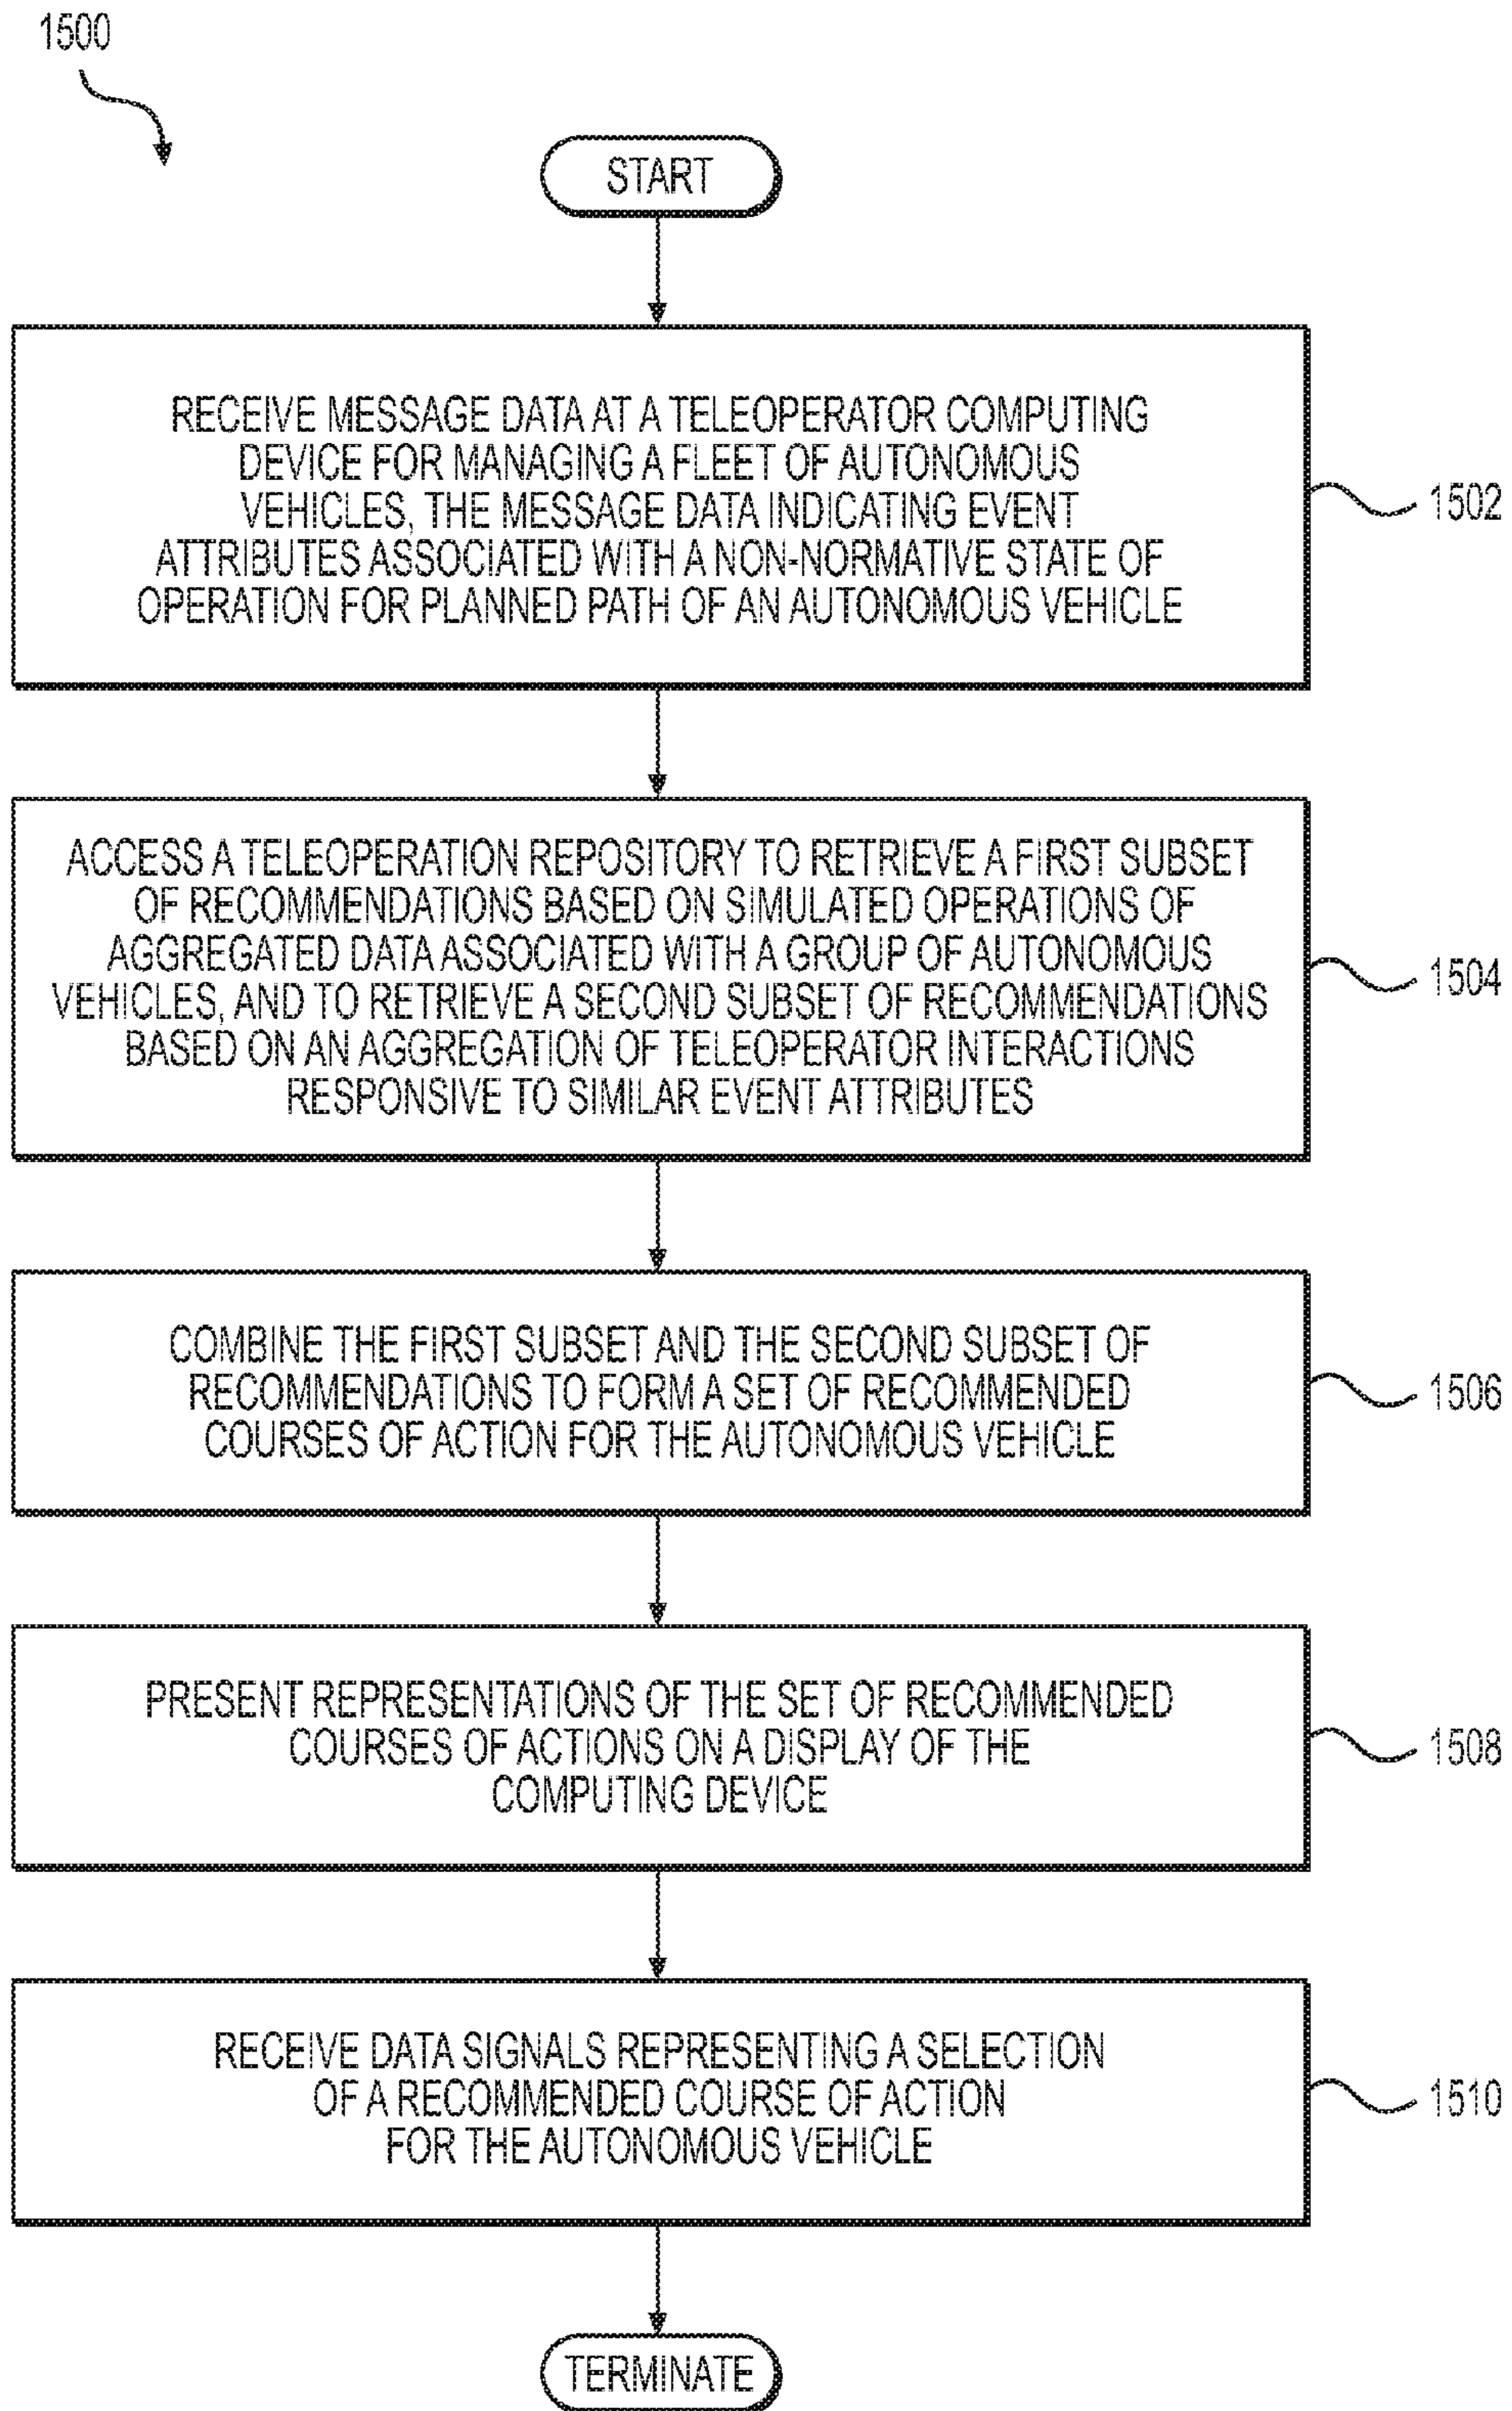 1500
START
RECEIVE MESSAGE DATA AT A TELEOPERATOR COMPUTING
DEVICE FOR MANAGING A FLEET OF AUTONOMOUS
VEHICLES, THE MESSAGE DATA INDICATING EVENT
ATTRIBUTES ASSOCIATED WITH A NON-NORMATIVE STATE OF
OPERATION FOR PLANNED PATH OF AN AUTONOMOUS VEHICLE
1502
ACCESS A TELEOPERATION REPOSITORY TO RETRIEVE A FIRST SUBSET
OF RECOMMENDATIONS BASED ON SIMULATED OPERATIONS OF
AGGREGATED DATA ASSOCIATED WITH A GROUP OF AUTONOMOUS
VEHICLES, AND TO RETRIEVE A SECOND SUBSET OF RECOMMENDATIONS
BASED ON AN AGGREGATION OF TELEOPERATOR INTERACTIONS
RESPONSIVE TO SIMILAR EVENT ATTRIBUTES
1504
COMBINE THE FIRST SUBSET AND THE SECOND SUBSET OF
RECOMMENDATIONS TO FORM A SET OF RECOMMENDED
COURSES OF ACTION FOR THE AUTONOMOUS VEHICLE
1506
PRESENT REPRESENTATIONS OF THE SET OF RECOMMENDED
COURSES OF ACTIONS ON A DISPLAY OF THE
COMPUTING DEVICE
1508
RECEIVE DATA SIGNALS REPRESENTING A SELECTION
OF A RECOMMENDED COURSE OF ACTION
FOR THE AUTONOMOUS VEHICLE
1510
TERMINATE